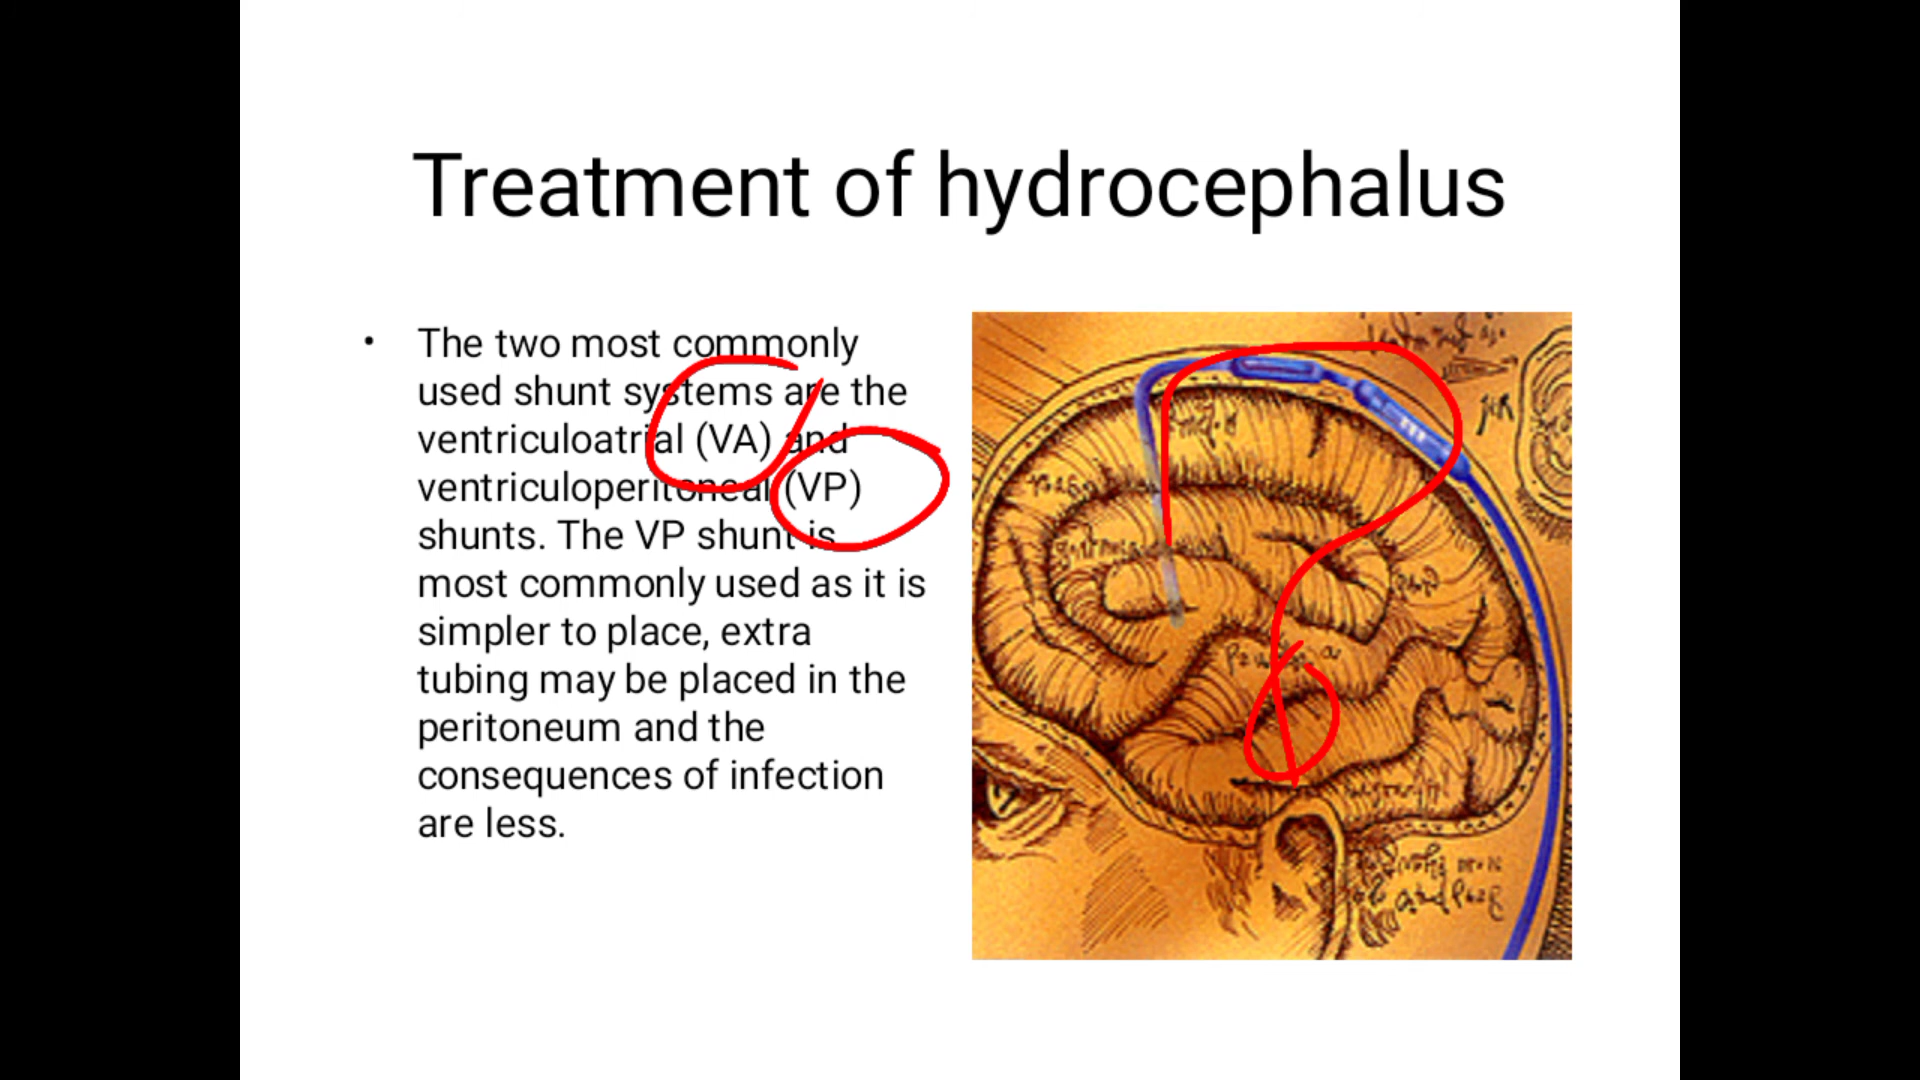 Treatment of hydrocephalus
• The two most commonly
used shunt systems are the
ventriculoatrial (VA) and
ventriculoperitoneal (VP)
shunts. The VP shunt is
most commonly used as it is
simpler to place, extra
tubing may be placed in the
peritoneum and the
consequences of infection
are less.